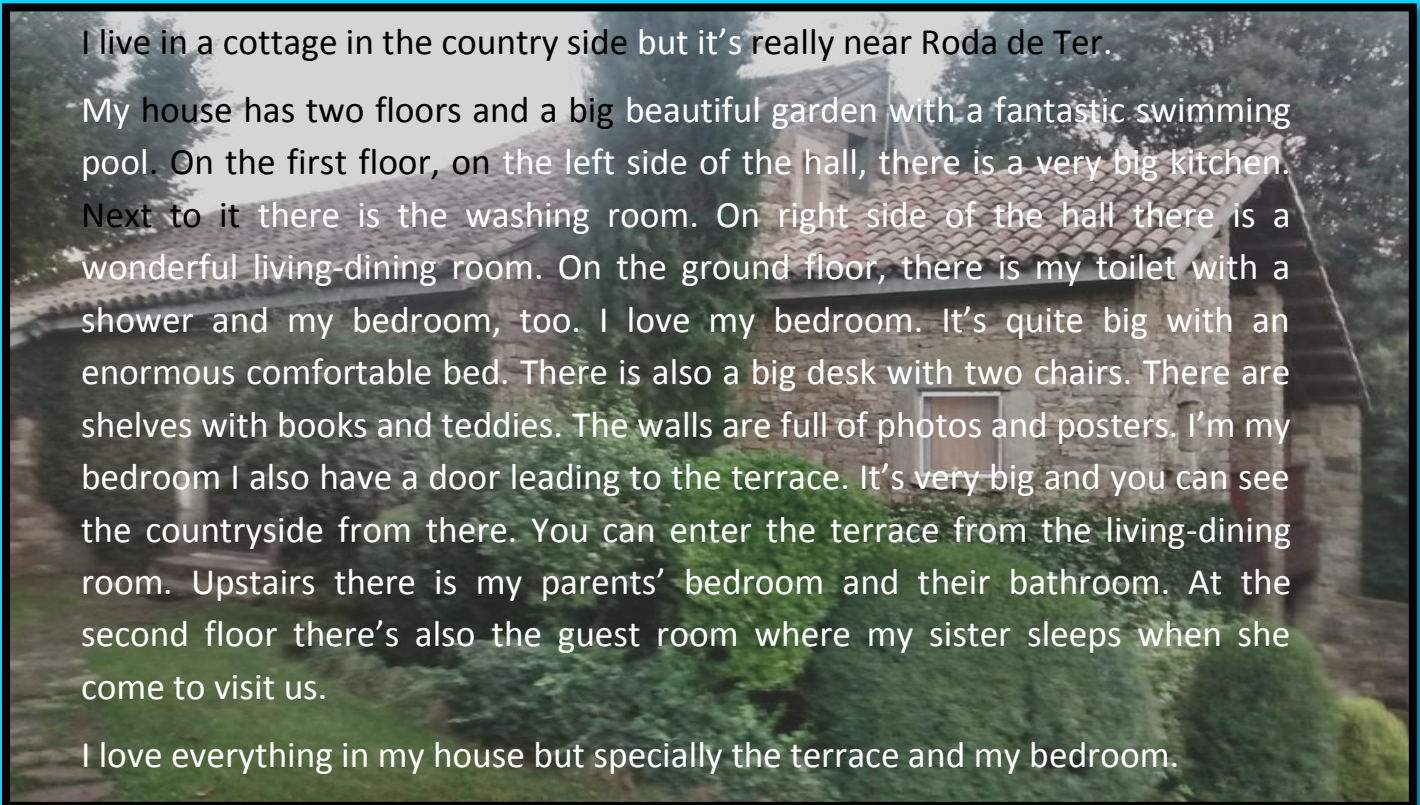 I live in a cottage in the country side but it’s really near Roda de Ter.
My house has two floors and a big beautiful garden with a fantastic swimming
pool. On the first floor, on the left side of the hall, there is a very big kitchen.
Next to it there is the washing room. On right side of the hall there is a
wonderful living-dining room. On the ground floor, there is my toilet with a
shower and my bedroom, too. I love my bedroom. It’s quite big with an
enormous comfortable bed. There is also a big desk with two chairs. There are
shelves with books and teddies. The walls are full of photos and posters. I’m my
bedroom I also have a door leading to the terrace. It’s very big and you can see
the countryside from there. You can enter the terrace from the living-dining
room. Upstairs there is my parents’ bedroom and their bathroom. At the
second floor there’s also the guest room where my sister sleeps when she
come to visit us.
I love everything in my house but specially the terrace and my bedroom.